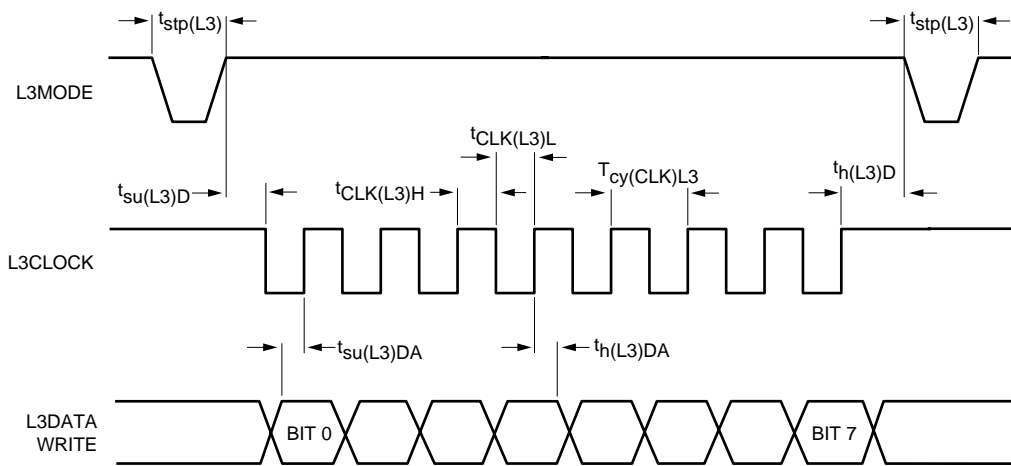 tstp(L3) tstp(L3)
L3MODE
tCLK(L3)L
tsu(L3)D tCLK(L3)H Tcy(CLK)L3 th(L3)D
L3CLOCK
tsu(L3)DA th(L3)DA
L3DATA
WRITE
BIT 0 BIT 7